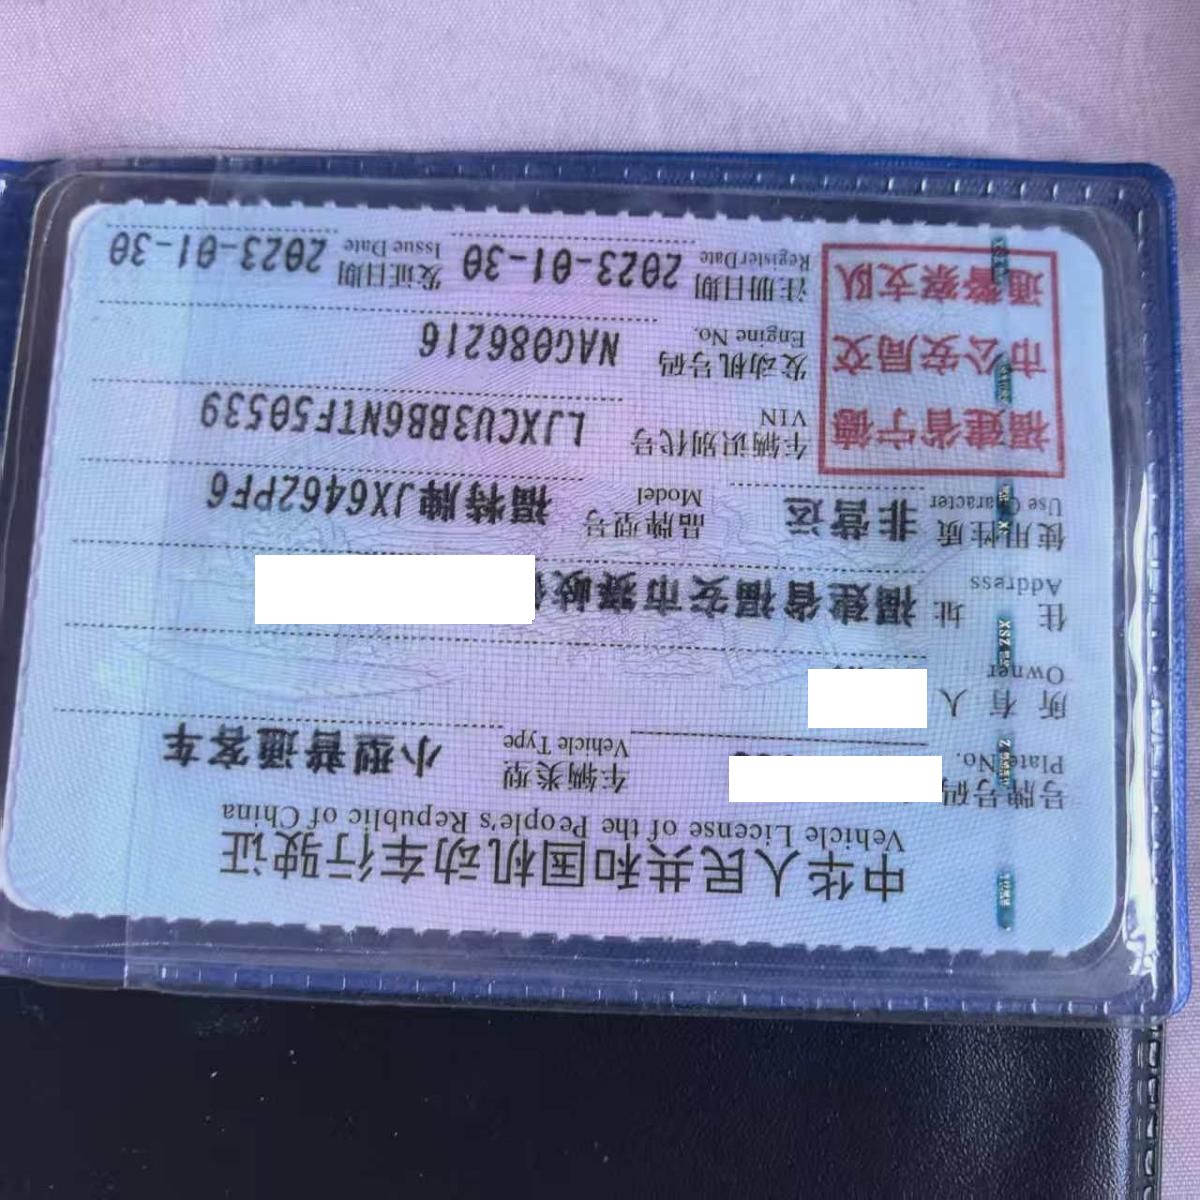 中华人民共和国机动车行驶证
Vehicle License of the People's Republic of China
号牌号码 车辆类型 小型普通客车
Plate No. Vehicle Type
所有人
Owner
住址 福建省福安市赛岐
Address
使用性质 非营运 品牌型号 福特牌JX6462PF6
Use Character Model
福建省宁德
市公安局交
通警察支队
车辆识别代号 LJXCU3BB6NTF50539
VIN
发动机号码 NAG086216
Engine No.
注册日期 2023-01-30 发证日期 2023-01-30
Register Date Issue Date